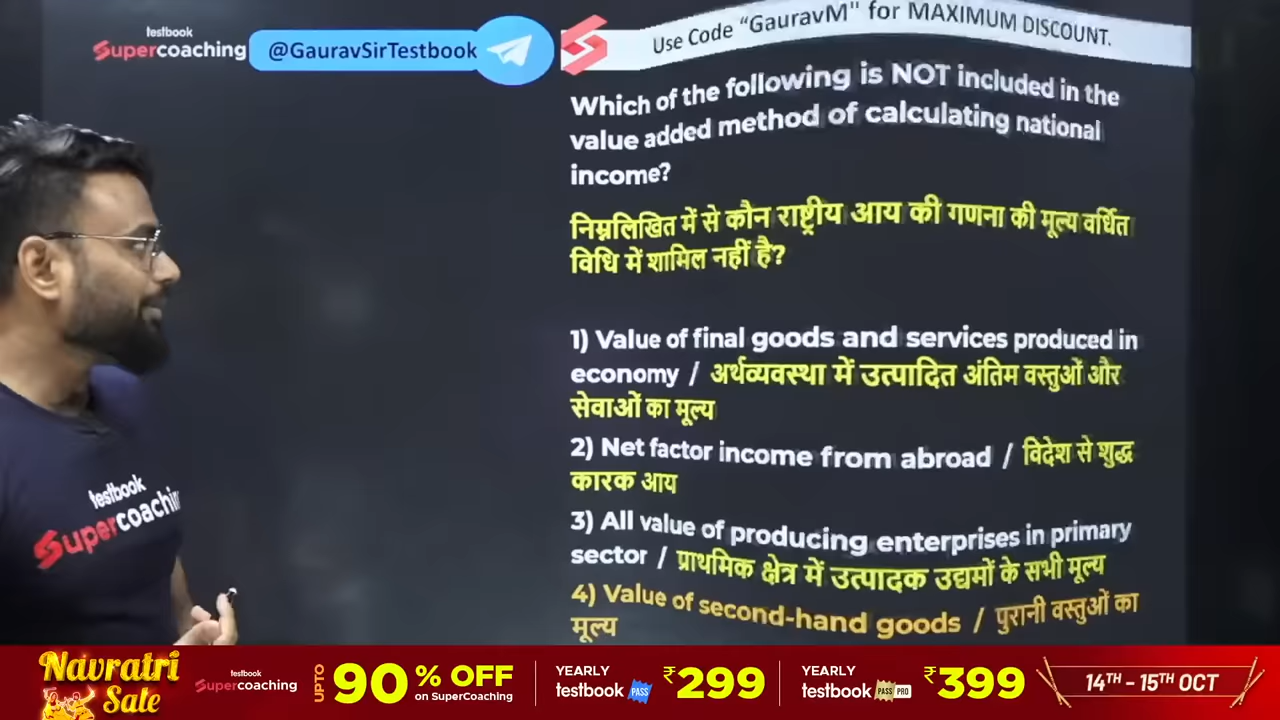 testbook
Supercoaching
@GauravSirTestbook
Use Code “GauravM" for MAXIMUM DISCOUNT.
Which of the following is NOT included in the
value added method of calculating national
income?
निम्नलिखित में से कौन राष्ट्रीय आय की गणना की मूल्य वर्धित
विधि में शामिल नहीं है?
1) Value of final goods and services produced in
economy / अर्थव्यवस्था में उत्पादित अंतिम वस्तुओं और
सेवाओं का मूल्य
2) Net factor income from abroad / विदेश से शुद्ध
कारक आय
3) All value of producing enterprises in primary
sector / प्राथमिक क्षेत्र में उत्पादक उद्यमों के सभी मूल्य
4) Value of second-hand goods / पुरानी वस्तुओं का
मूल्य
testbook
Supercoachin
Navratri
Sale
testbook
Supercoaching
UPTO 90% OFF
on SuperCoaching
YEARLY
testbook PASS
₹299
YEARLY
testbook PASS PRO
₹399
14TH - 15TH OCT